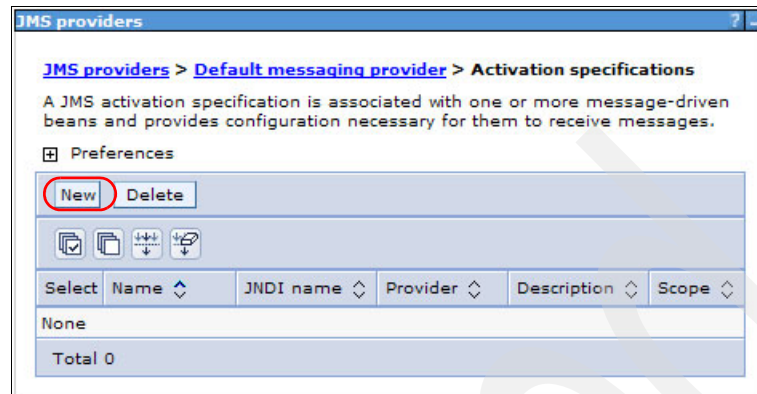 JMS providers ? -
JMS providers > Default messaging provider > Activation specifications
A JMS activation specification is associated with one or more message-driven
beans and provides configuration necessary for them to receive messages.
+ Preferences
New Delete
Select Name JNDI name Provider Description Scope
None
Total 0